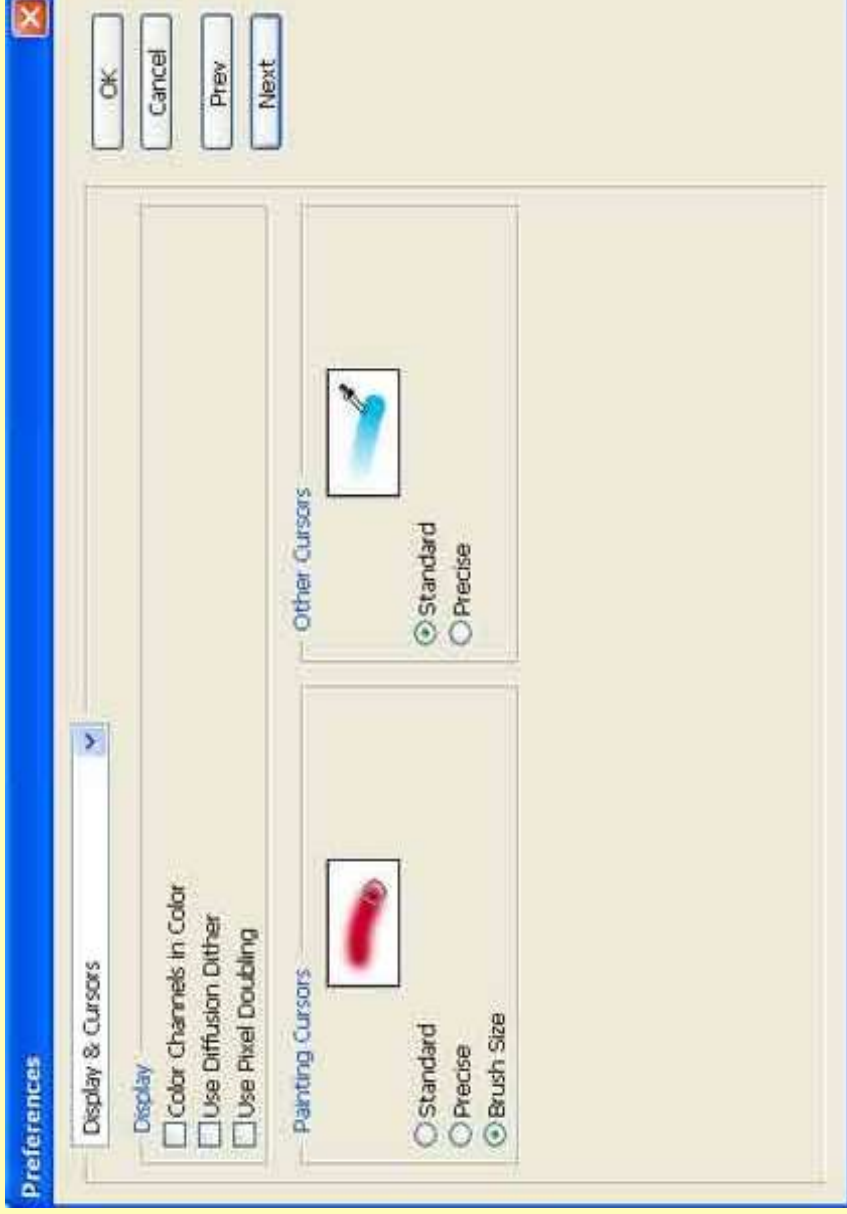 Preferences
Display & Cursors
Display
Color Channels in Color
Use Diffusion Dither
Use Pixel Doubling
Painting Cursors
Standard
Precise
Brush Size
Other Cursors
Standard
Precise
OK
Cancel
Prev
Next